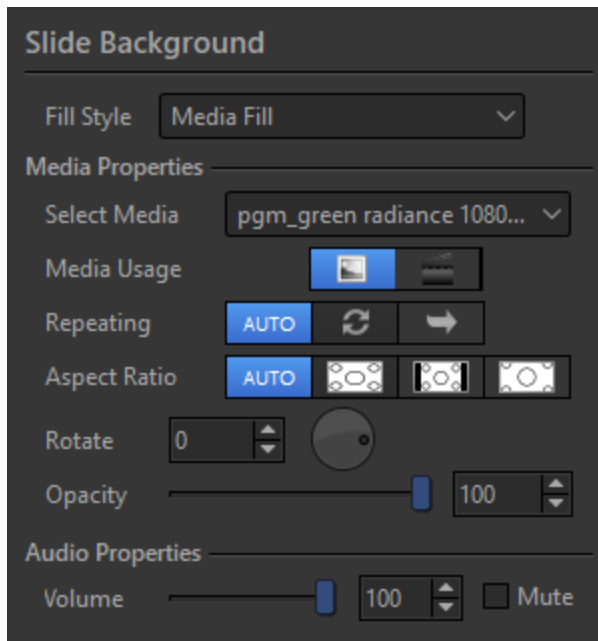 Slide Background
Fill Style Media Fill
Media Properties
Select Media pgm_green radiance 1080...
Media Usage
Repeating AUTO
Aspect Ratio AUTO
Rotate 0
Opacity 100
Audio Properties
Volume 100 Mute